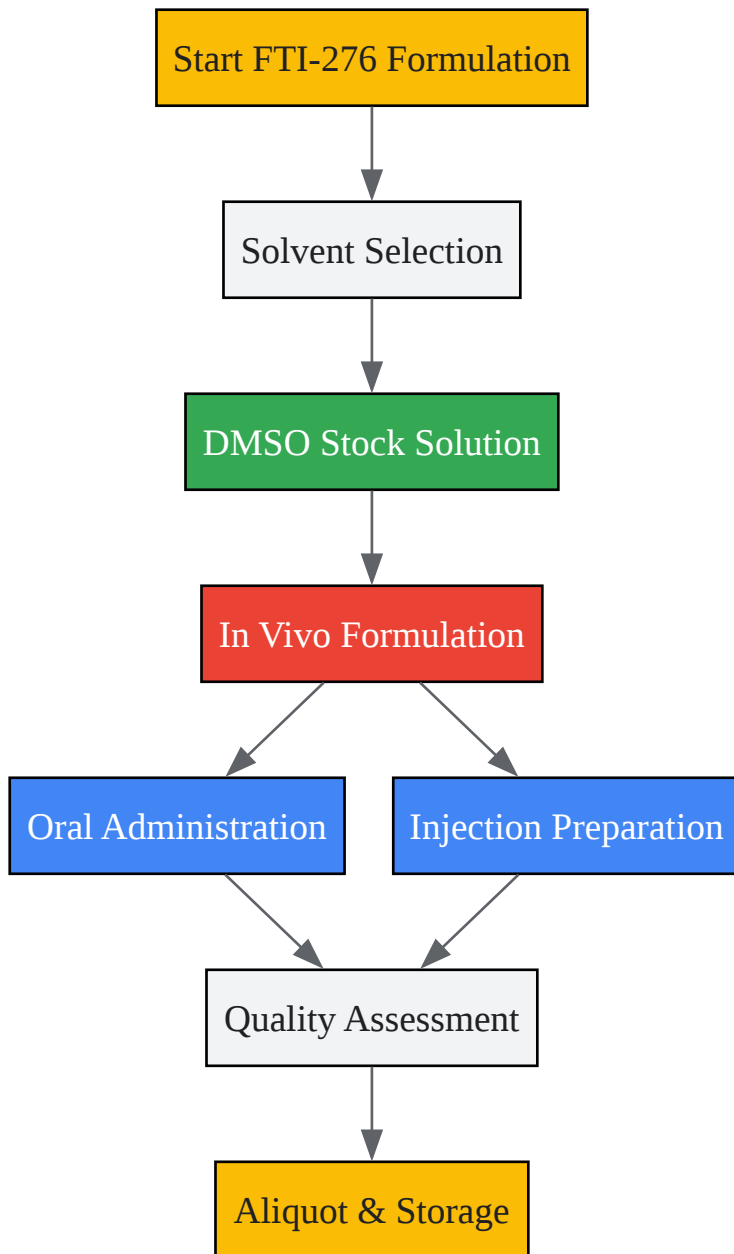 Start FTI-276 Formulation
Solvent Selection
DMSO Stock Solution
In Vivo Formulation
Oral Administration
Injection Preparation
Quality Assessment
Aliquot & Storage